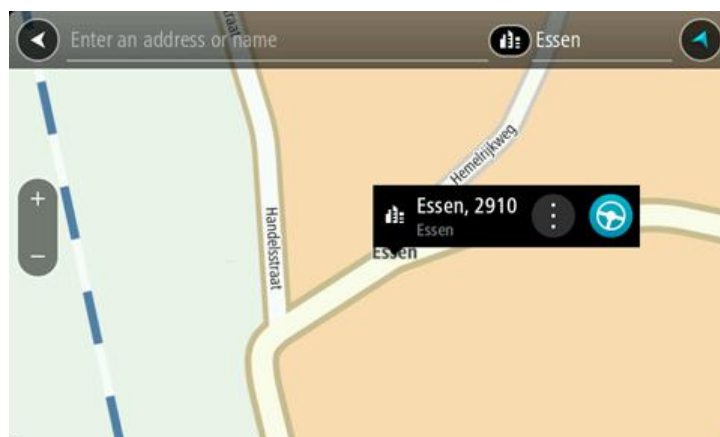 Enter an address or name
Essen
Hemelrijkweg
Essen, 2910
Essen
Essen
Handelsstraat